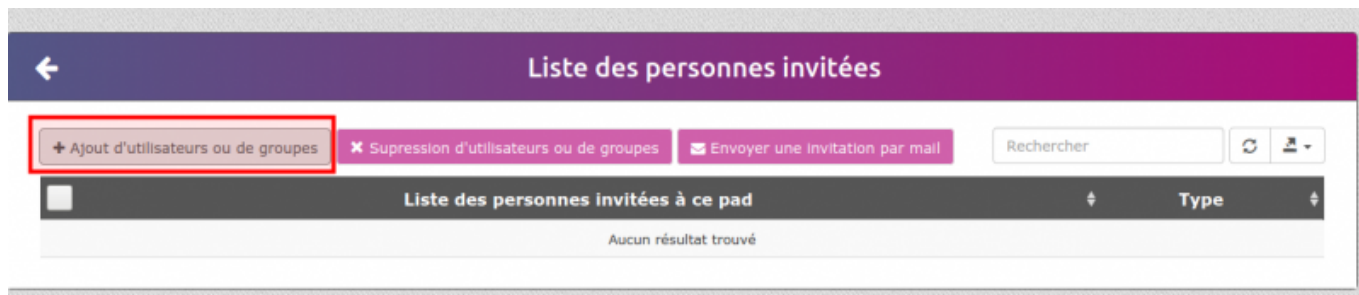 Liste des personnes invitées
+ Ajout d'utilisateurs ou de groupes
Supression d'utilisateurs ou de groupes
Envoyer une invitation par mail
Rechercher
Liste des personnes invitées à ce pad
Type
Aucun résultat trouvé